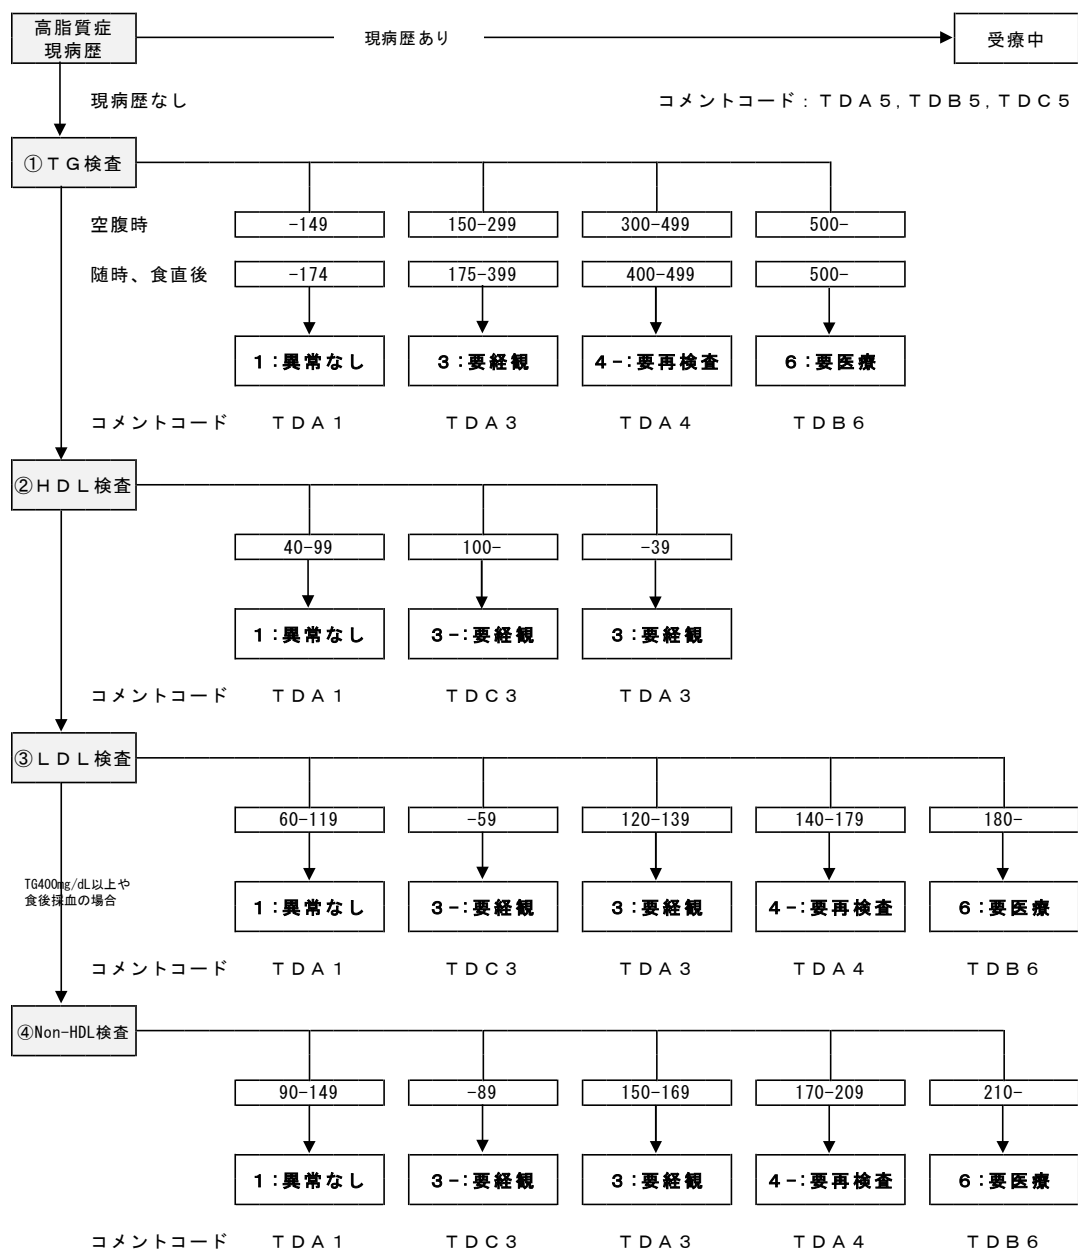 高脂質症
現病歴
現病歴あり
受療中
現病歴なし
コメントコード：ＴＤＡ５,ＴＤＢ５,ＴＤＣ５
①ＴＧ検査
空腹時
-149
150-299
300-499
500-
随時、食直後
-174
175-399
400-499
500-
１：異常なし
３：要経観
４-：要再検査
６：要医療
コメントコード
ＴＤＡ１
ＴＤＡ３
ＴＤＡ４
ＴＤＢ６
②ＨＤＬ検査
40-99
100-
-39
１：異常なし
３-：要経観
３：要経観
コメントコード
ＴＤＡ１
ＴＤＣ３
ＴＤＡ３
③ＬＤＬ検査
60-119
-59
120-139
140-179
180-
TG400mg/dL以上や
食後採血の場合
１：異常なし
３-：要経観
３：要経観
４-：要再検査
６：要医療
コメントコード
ＴＤＡ１
ＴＤＣ３
ＴＤＡ３
ＴＤＡ４
ＴＤＢ６
④Non-HDL検査
90-149
-89
150-169
170-209
210-
１：異常なし
３-：要経観
３：要経観
４-：要再検査
６：要医療
コメントコード
ＴＤＡ１
ＴＤＣ３
ＴＤＡ３
ＴＤＡ４
ＴＤＢ６